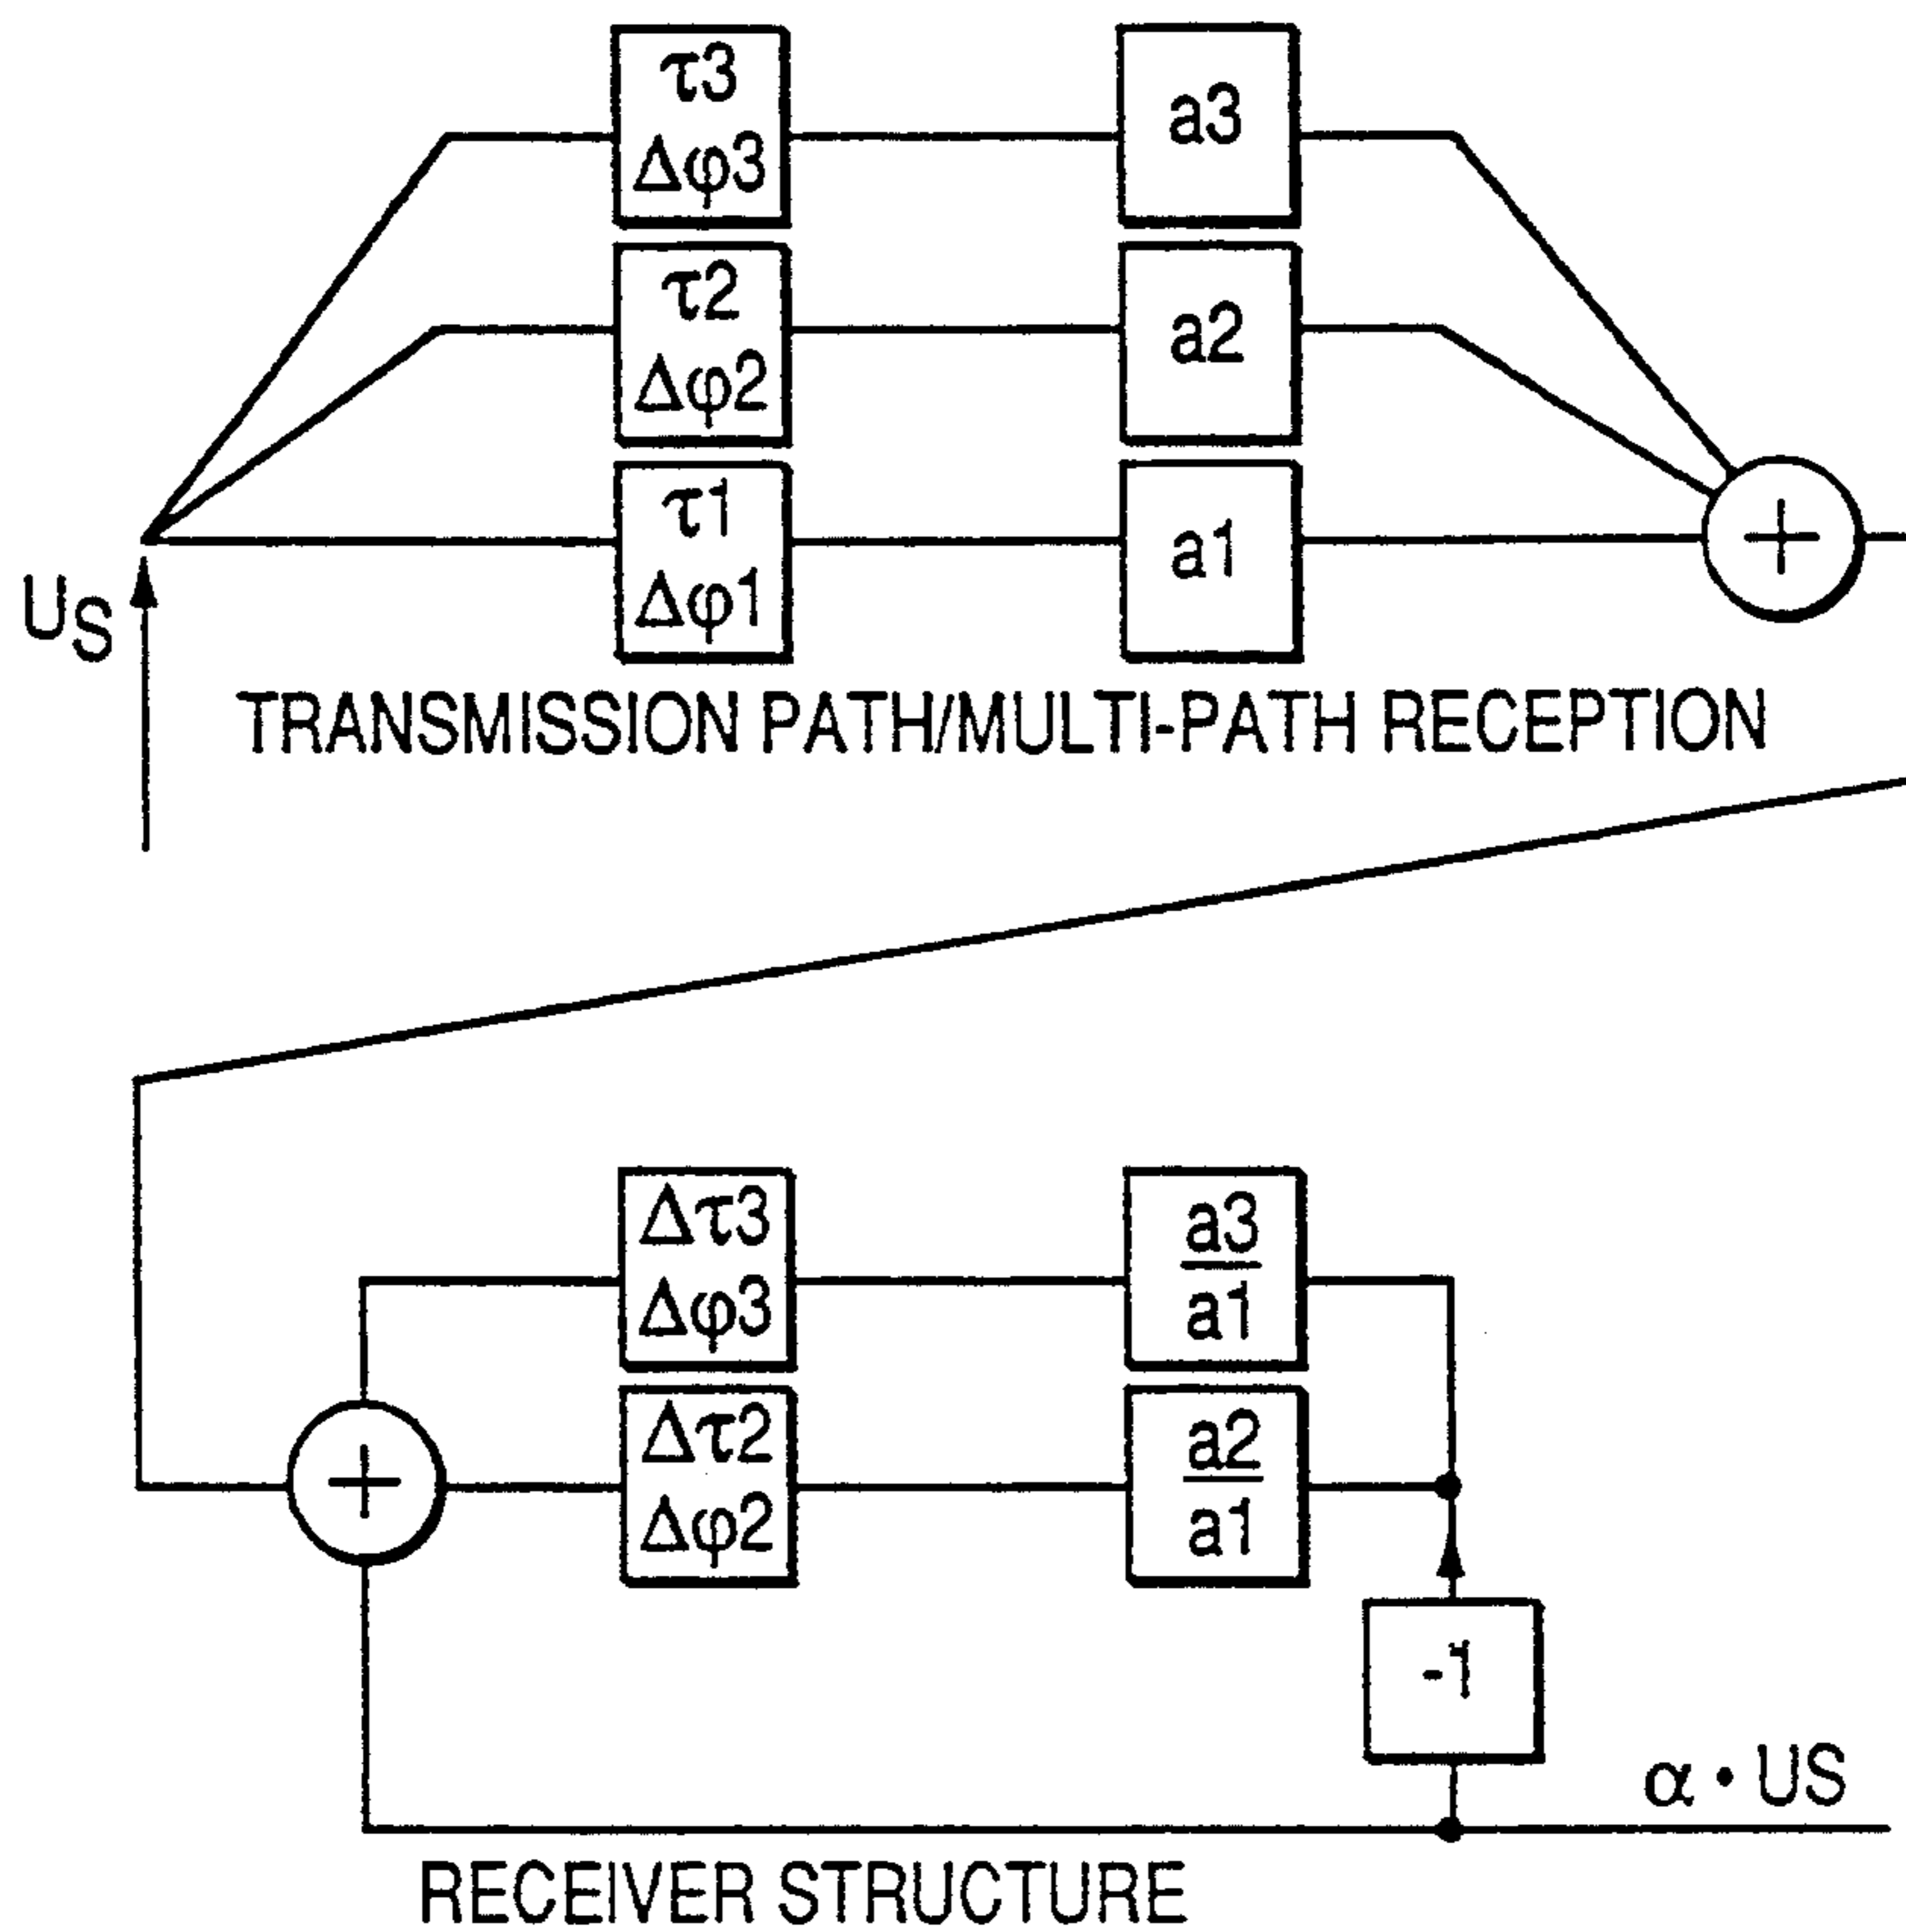 τ3
Δφ3
a3
τ2
Δφ2
a2
τ1
Δφ1
a1
+
US
TRANSMISSION PATH/MULTI-PATH RECEPTION
Δτ3
Δφ3
a3
a1
+
Δτ2
Δφ2
a2
a1
-1
α • US
RECEIVER STRUCTURE